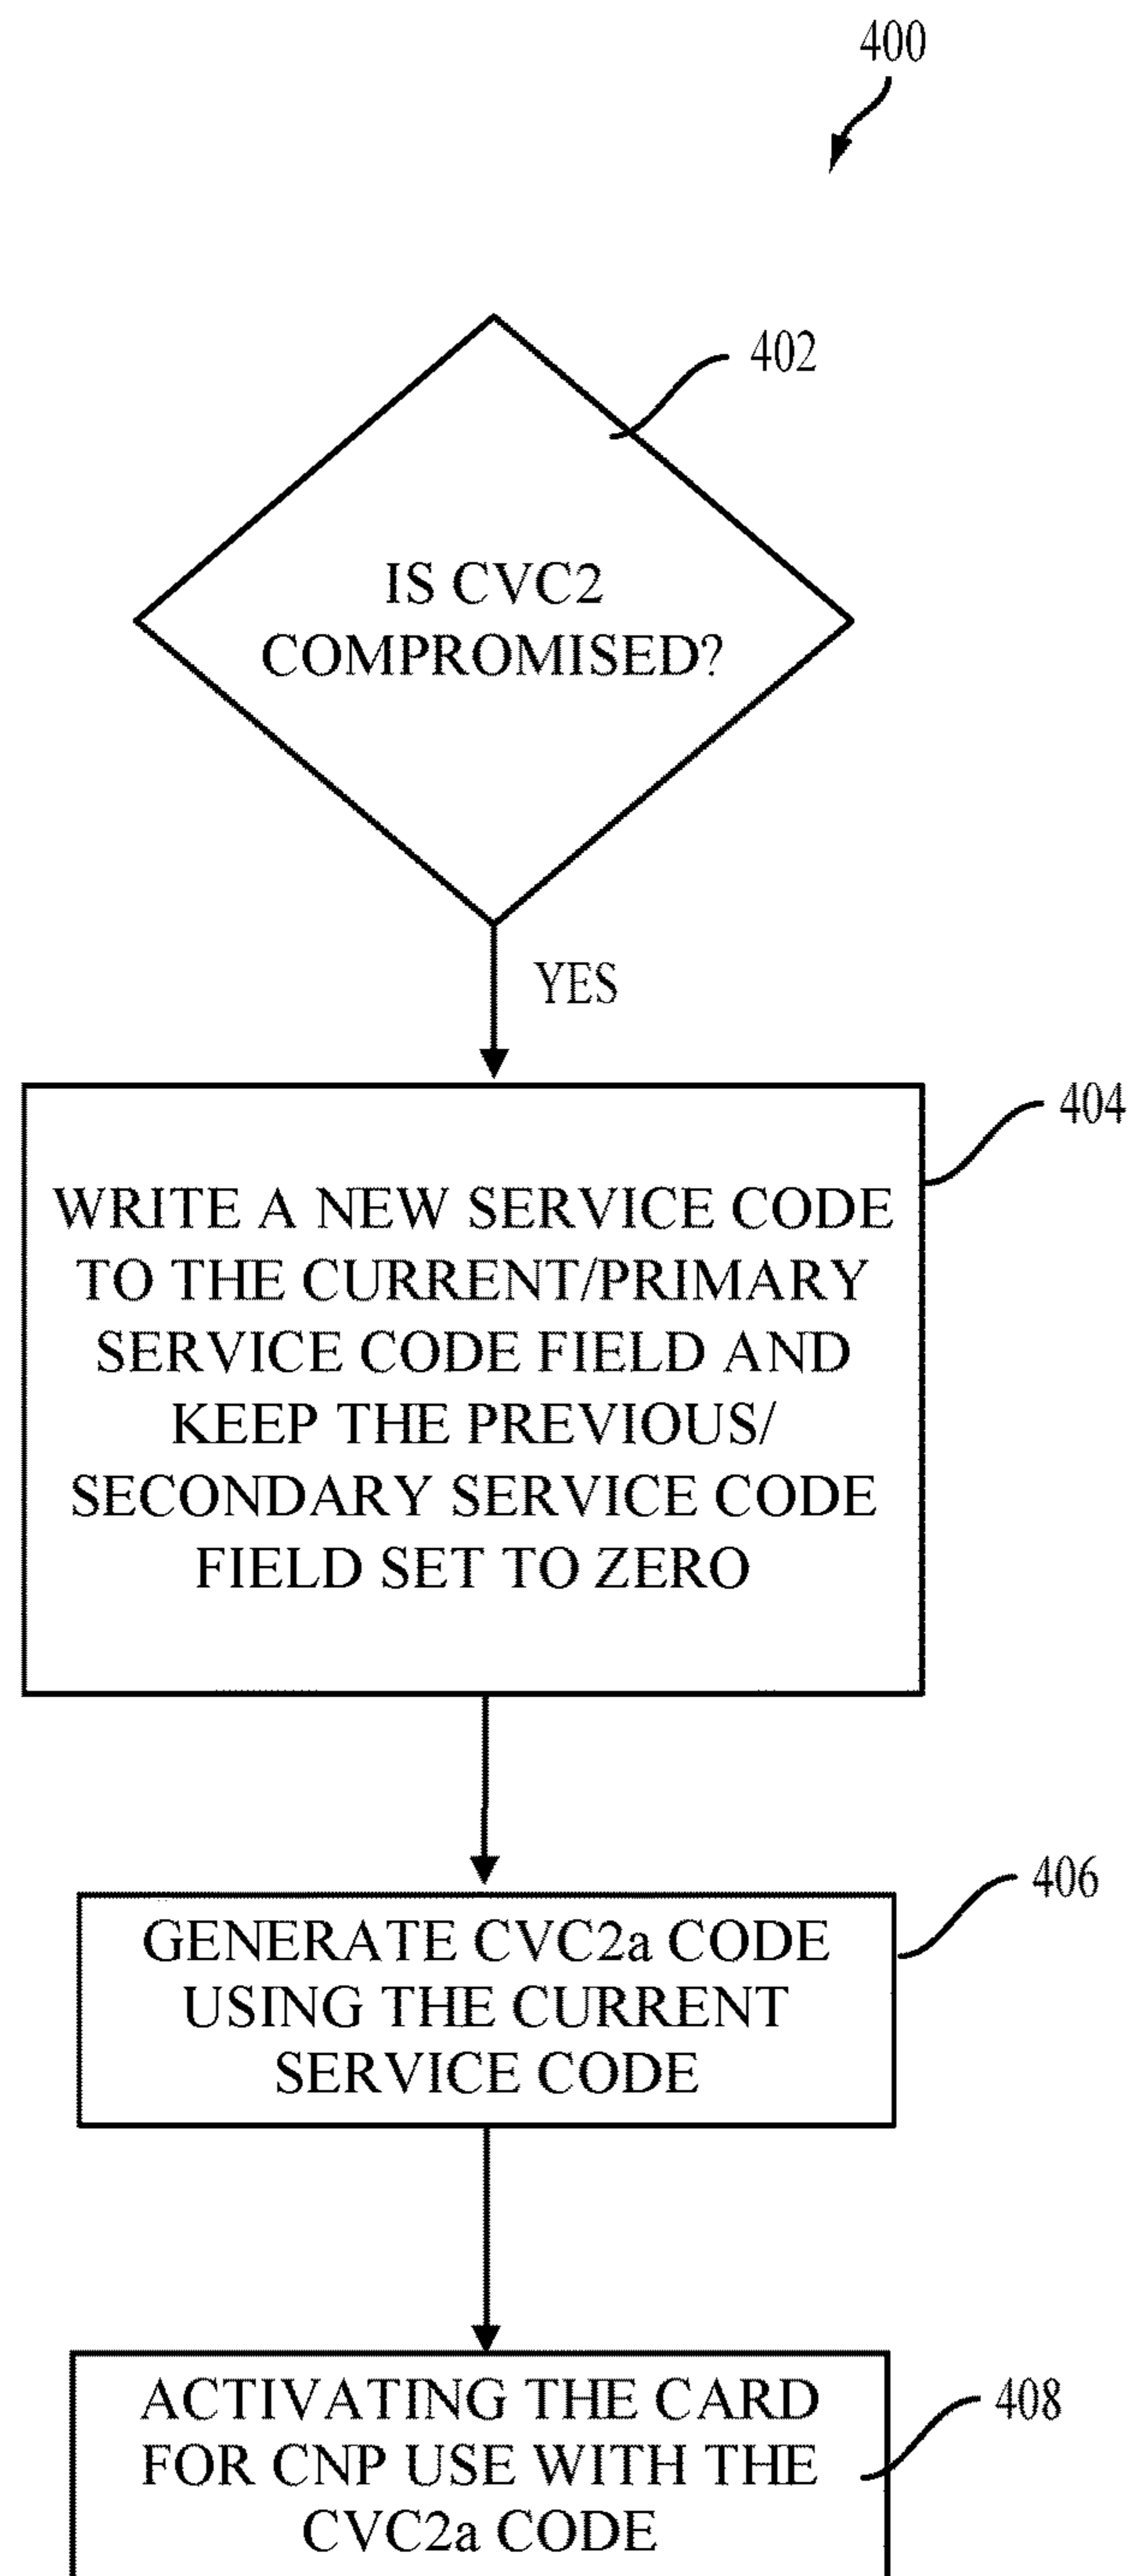 400
402
IS CVC2
COMPROMISED?
YES
404
WRITE A NEW SERVICE CODE
TO THE CURRENT/PRIMARY
SERVICE CODE FIELD AND
KEEP THE PREVIOUS/
SECONDARY SERVICE CODE
FIELD SET TO ZERO
406
GENERATE CVC2a CODE
USING THE CURRENT
SERVICE CODE
408
ACTIVATING THE CARD
FOR CNP USE WITH THE
CVC2a CODE